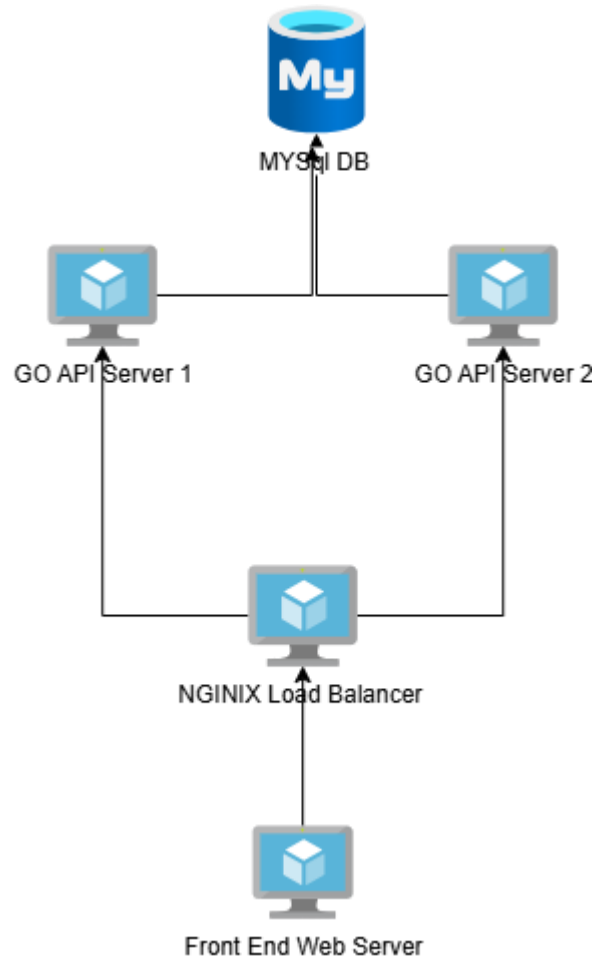 My
MYSql DB
GO API Server 1
GO API Server 2
NGINIX Load Balancer
Front End Web Server